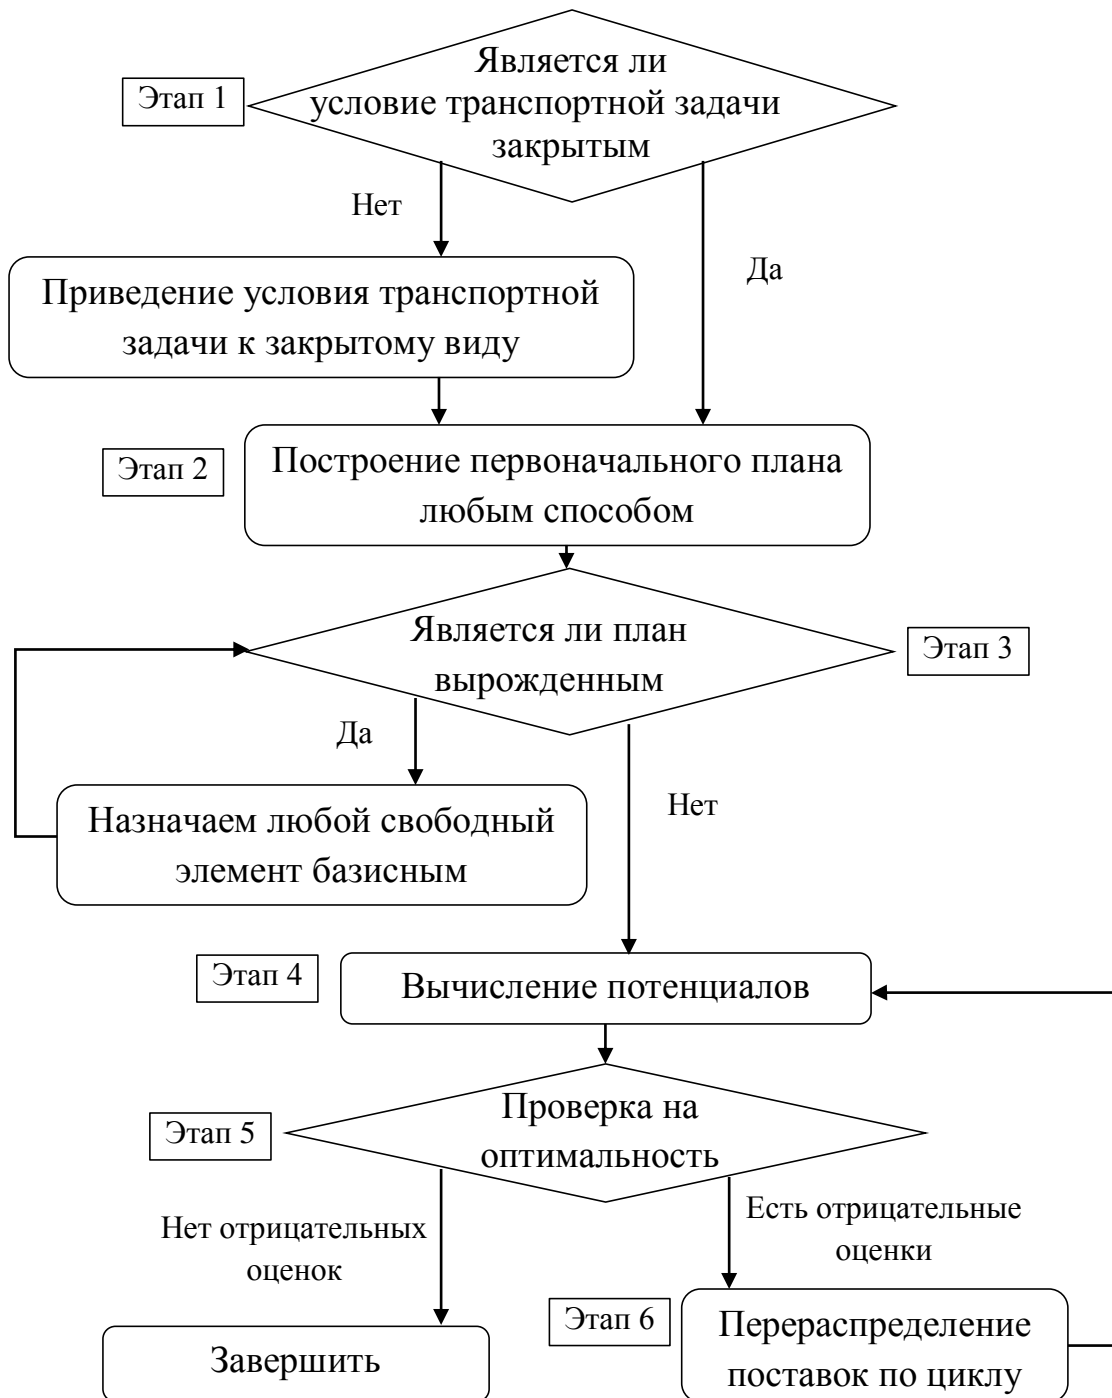 Этап 1
Является ли
условие транспортной задачи
закрытым
Нет
Да
Приведение условия транспортной
задачи к закрытому виду
Этап 2
Построение первоначального плана
любым способом
Является ли план
вырожденным
Этап 3
Да
Нет
Назначаем любой свободный
элемент базисным
Этап 4
Вычисление потенциалов
Этап 5
Проверка на
оптимальность
Нет отрицательных
оценок
Есть отрицательные
оценки
Завершить
Этап 6
Перераспределение
поставок по циклу